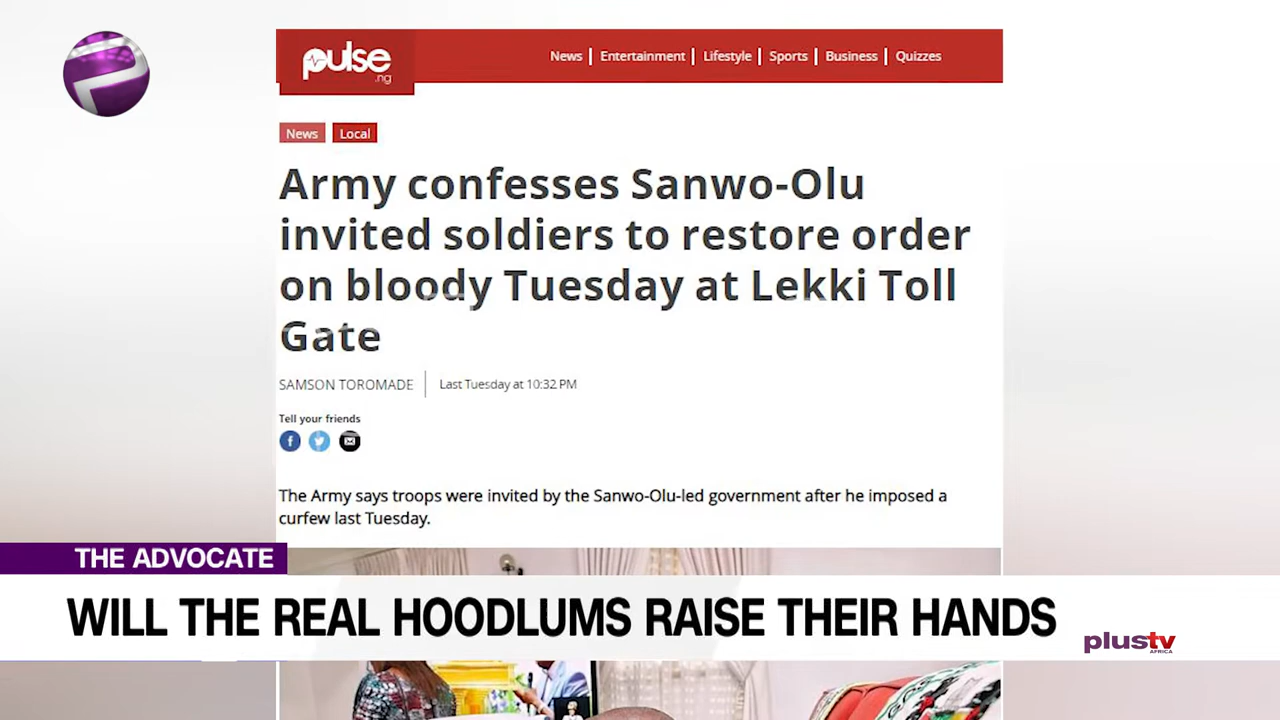 pulse
.ng
News
Entertainment
Lifestyle
Sports
Business
Quizzes
News
Local
Army confesses Sanwo-Olu
invited soldiers to restore order
on bloody Tuesday at Lekki Toll
Gate
SAMSON TOROMADE
Last Tuesday at 10:32 PM
Tell your friends
The Army says troops were invited by the Sanwo-Olu-led government after he imposed a
curfew last Tuesday.
THE ADVOCATE
WILL THE REAL HOODLUMS RAISE THEIR HANDS
plustv
AFRICA